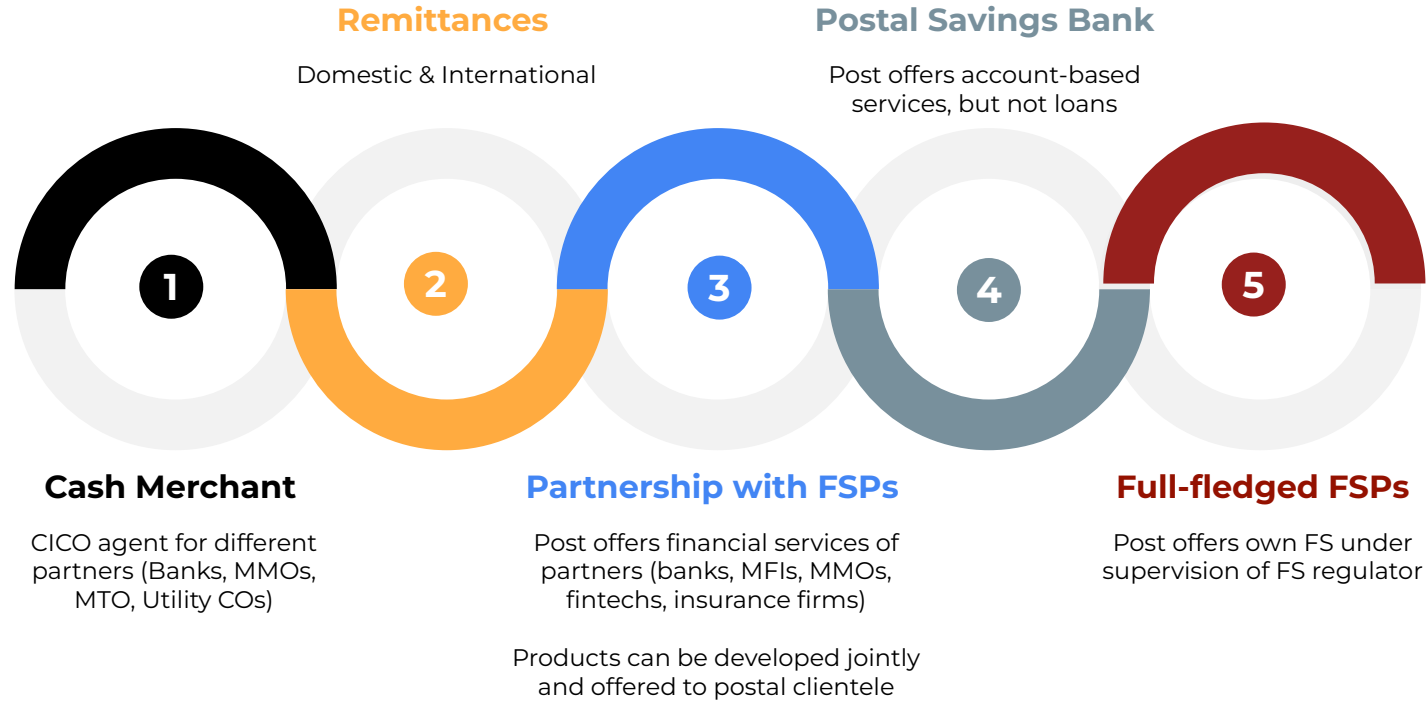 Remittances
Domestic & International
Postal Savings Bank
Post offers account-based
services, but not loans
1
2
3
4
5
Cash Merchant
CICO agent for different
partners (Banks, MMOs,
MTO, Utility COs)
Partnership with FSPs
Post offers financial services of
partners (banks, MFIs, MMOs,
fintechs, insurance firms)
Products can be developed jointly
and offered to postal clientele
Full-fledged FSPs
Post offers own FS under
supervision of FS regulator